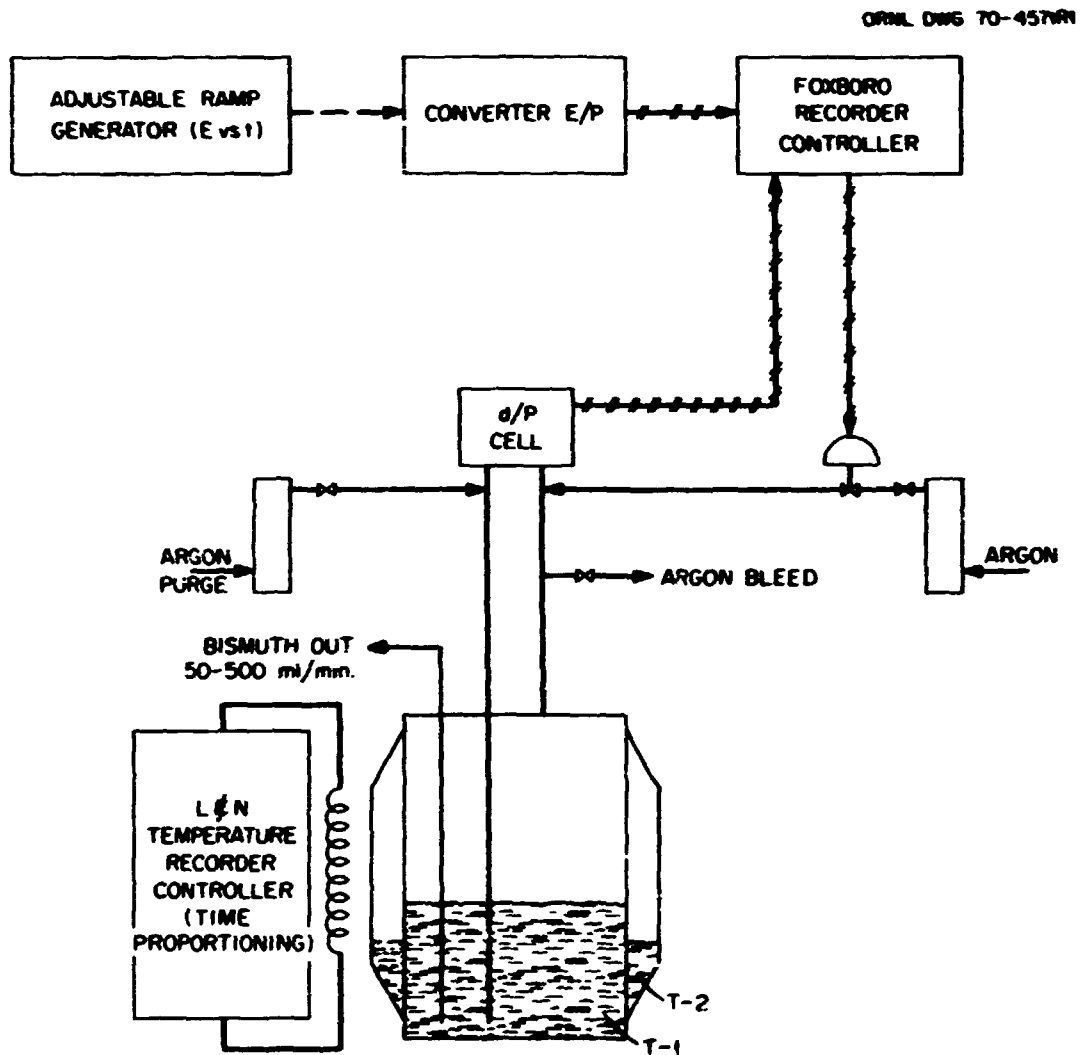 ORNL DWG 70-457
ADJUSTABLE RAMP
GENERATOR (E vs t)
CONVERTER E/P
FOXBORO
RECORDER
CONTROLLER
d/P
CELL
ARGON
PURGE
ARGON
ARGON BLEED
BISMUTH OUT
50-500 ml/mm.
L & N
TEMPERATURE
RECORDER
CONTROLLER
(TIME
PROPORTIONING)
T-2
T-1